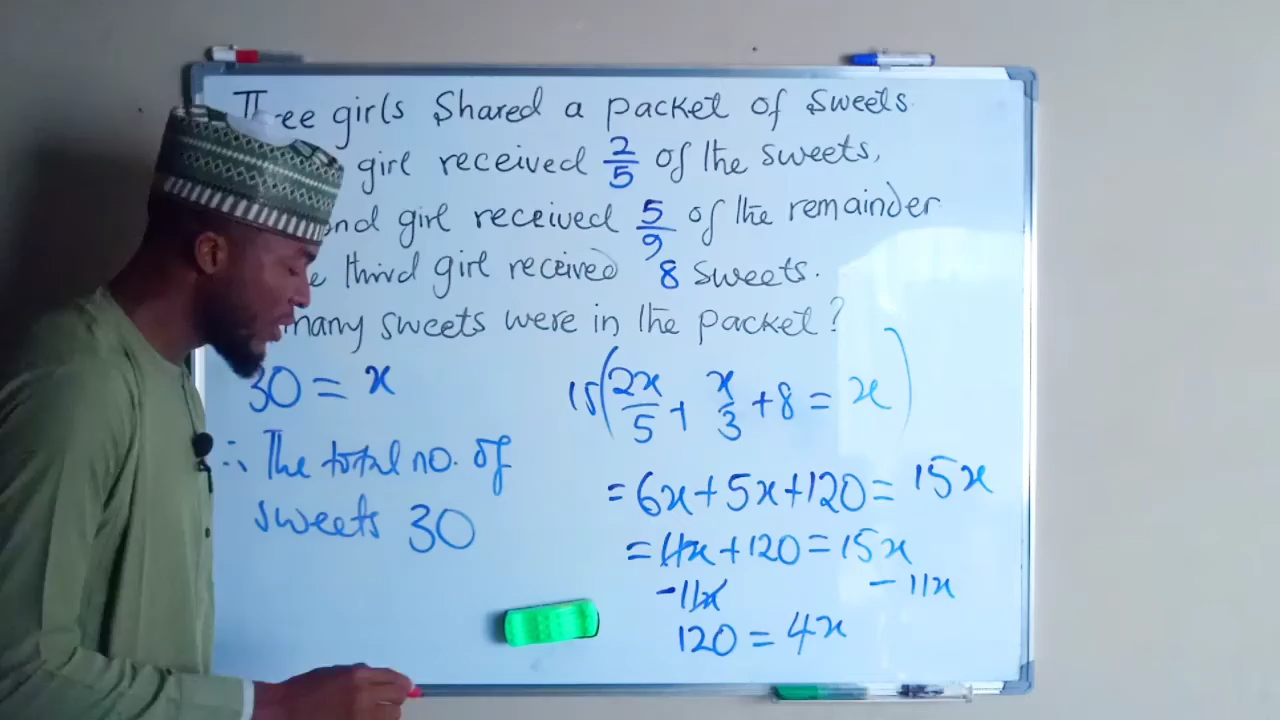 Three girls Shared a packet of Sweets.
girl received 2/5 of the sweets,
ond girl received 5/9 of the remainder
e third girl received 8 sweets.
many sweets were in the packet?
30 = x
15(2x/5 + x/3 + 8 = x)
∴ The total no. of
sweets 30
= 6x + 5x + 120 = 15x
= 11x + 120 = 15x
-11x - 11x
120 = 4x